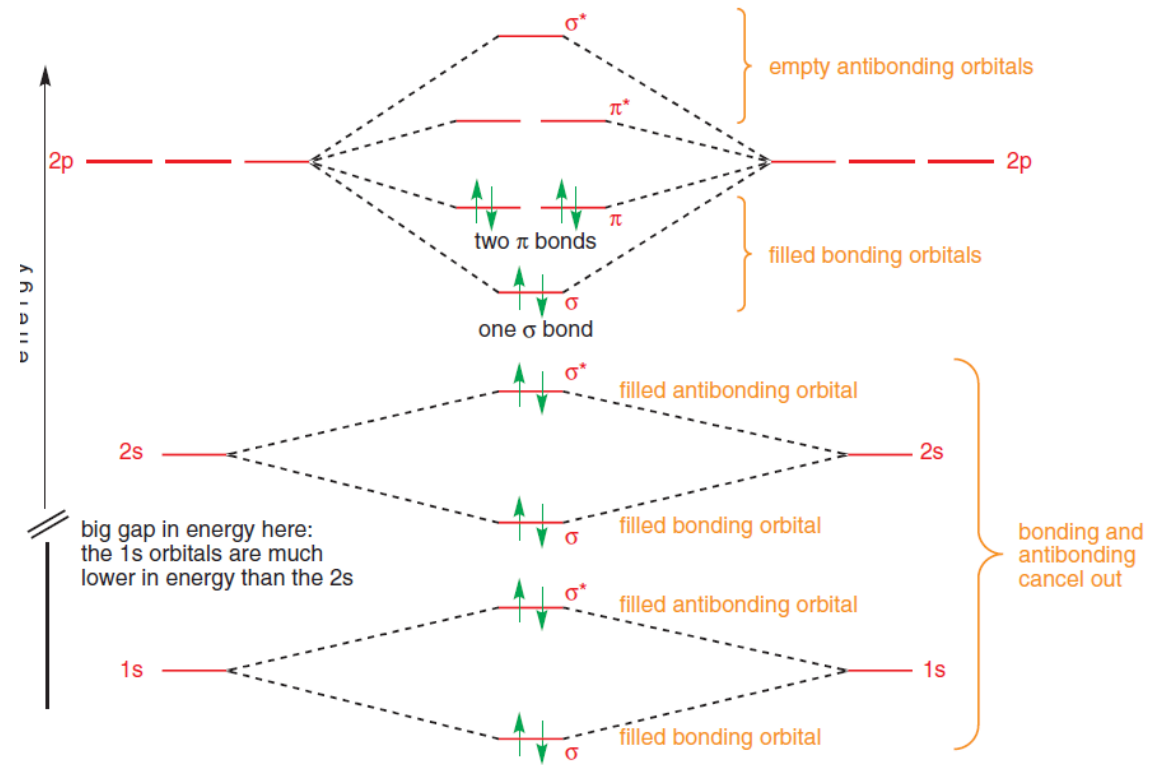 σ*
empty antibonding orbitals
π*
2p
2p
π
two π bonds
filled bonding orbitals
σ
one σ bond
energy
σ*
filled antibonding orbital
2s
2s
big gap in energy here:
the 1s orbitals are much
lower in energy than the 2s
filled bonding orbital
σ
bonding and
antibonding
cancel out
σ*
filled antibonding orbital
1s
1s
filled bonding orbital
σ